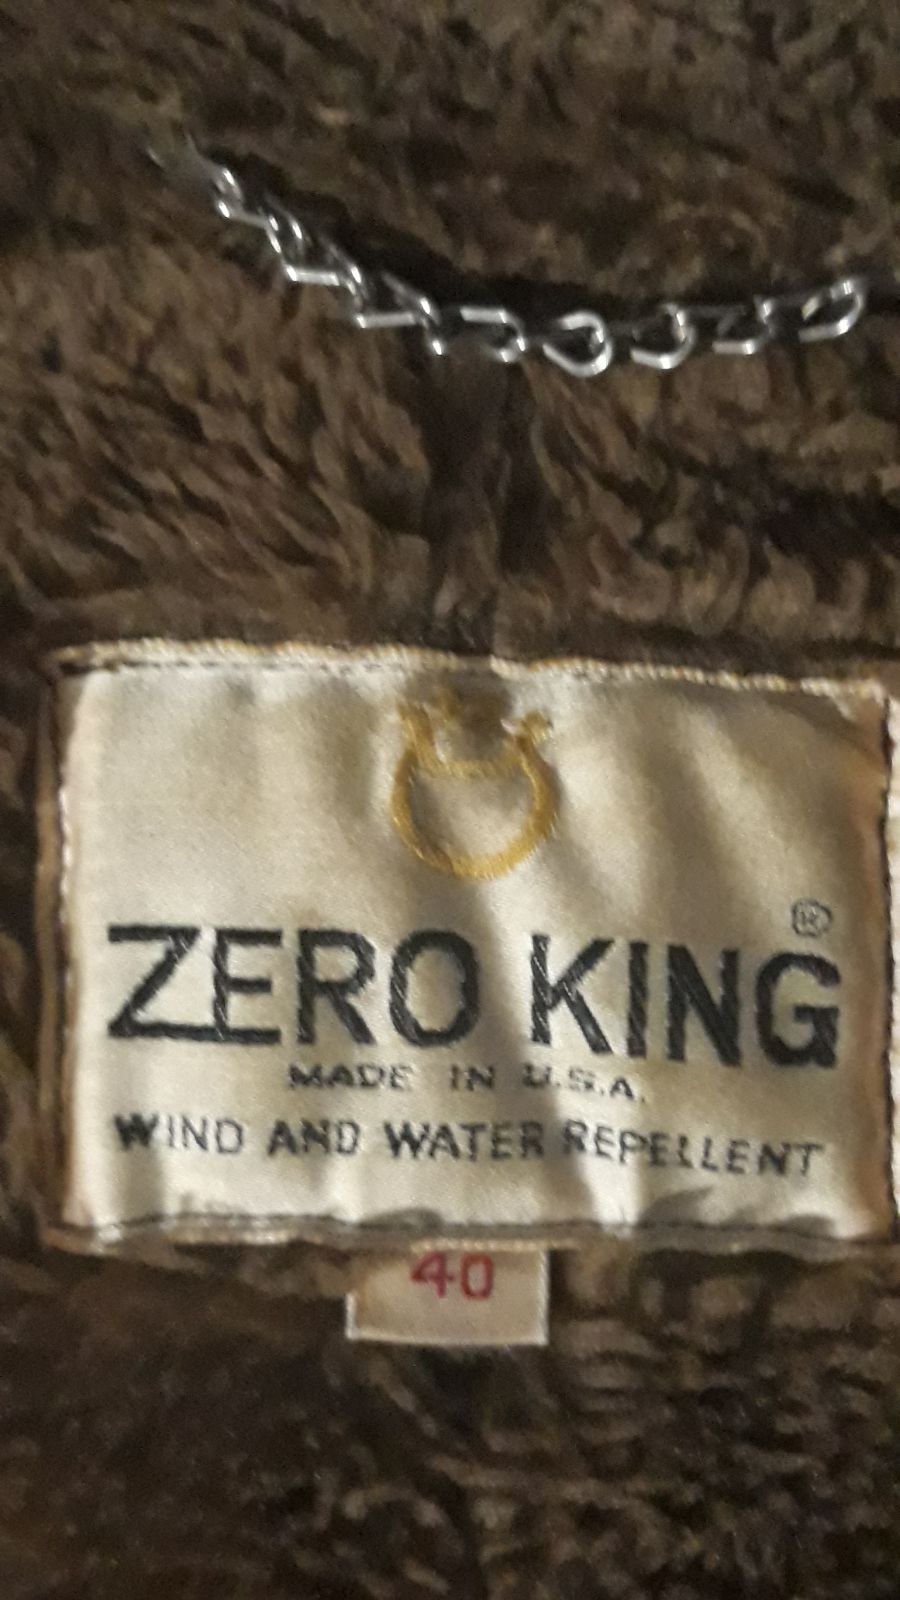 ZERO KING ®
MADE IN U.S.A.
WIND AND WATER REPELLENT
40